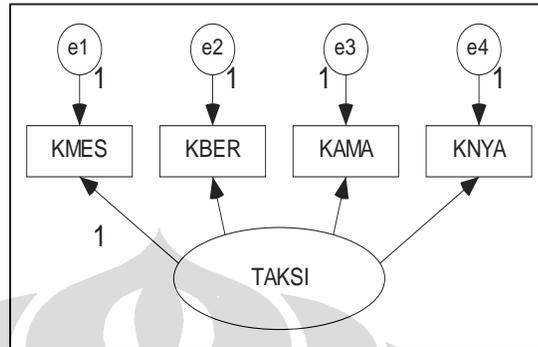 e1 e2 e3 e4
1 1 1 1
KMES KBER KAMA KNYA
1
TAKSI